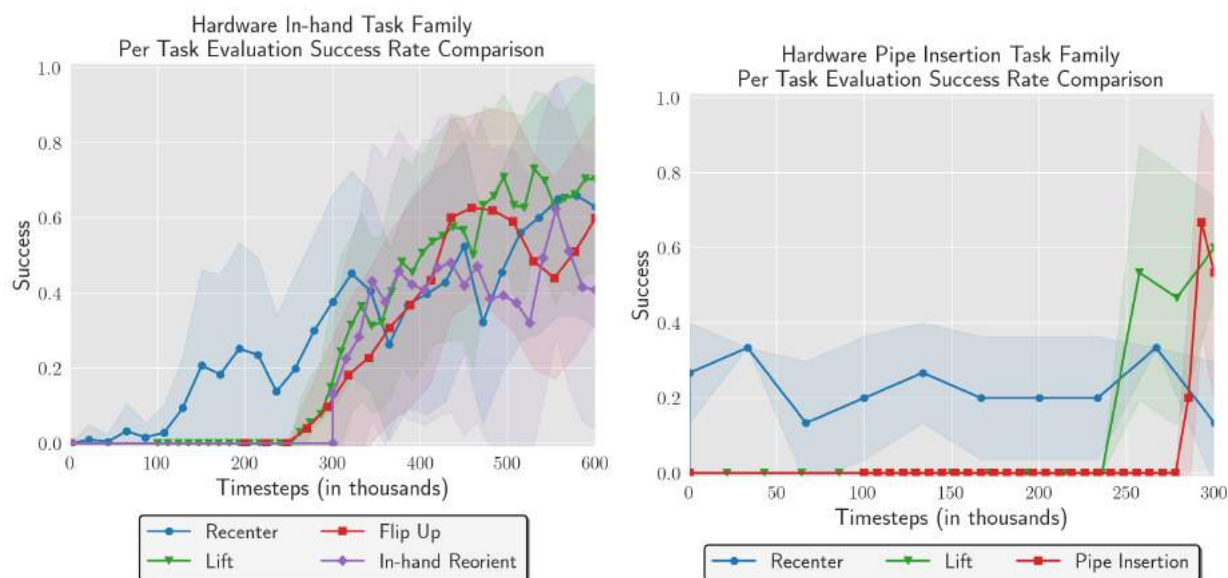 Hardware In-hand Task Family
Per Task Evaluation Success Rate Comparison
1.0
0.8
0.6
0.4
0.2
0.0
Success
0 100 200 300 400 500 600
Timesteps (in thousands)
Recenter Flip Up
Lift In-hand Reorient
Hardware Pipe Insertion Task Family
Per Task Evaluation Success Rate Comparison
1.0
0.8
0.6
0.4
0.2
0.0
Success
0 50 100 150 200 250 300
Timesteps (in thousands)
Recenter Lift Pipe Insertion